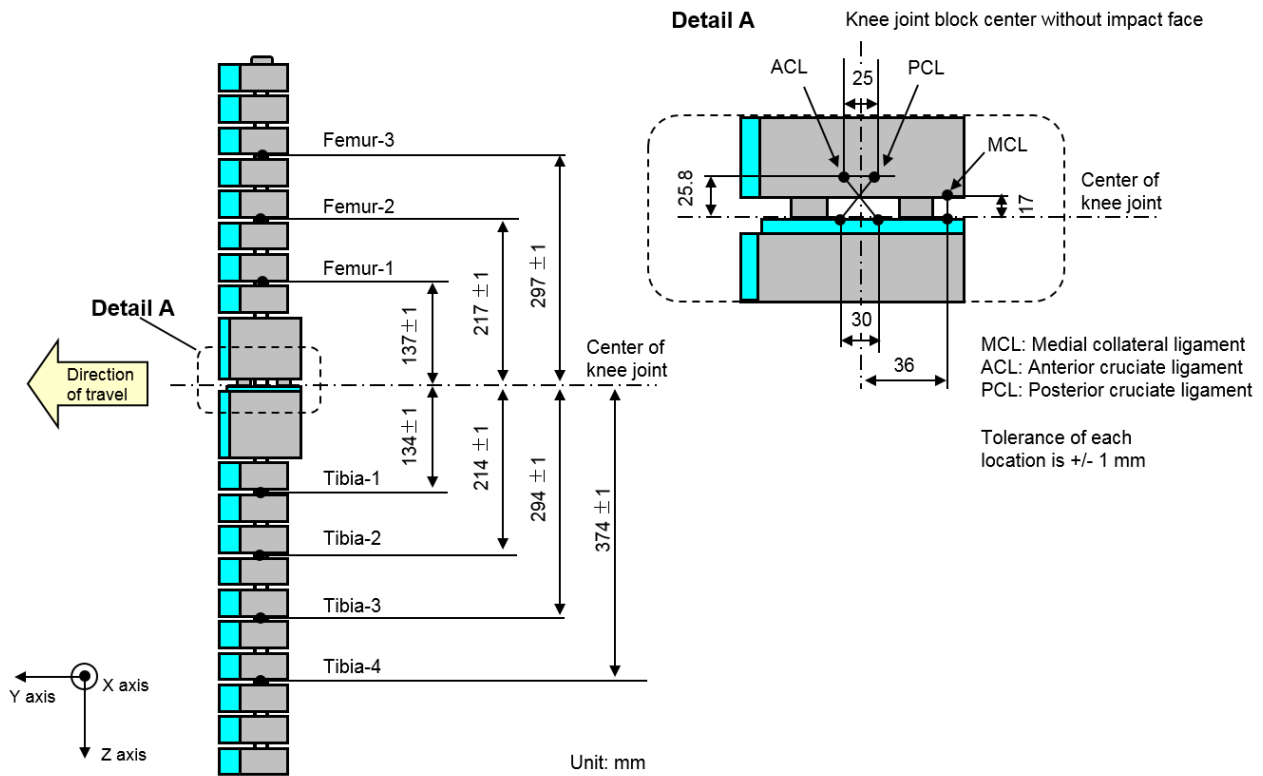 Detail A
Knee joint block center without impact face
ACL
25
PCL
MCL
25.8
17
Center of
knee joint
30
36
MCL: Medial collateral ligament
ACL: Anterior cruciate ligament
PCL: Posterior cruciate ligament
Tolerance of each
location is +/- 1 mm
Femur-3
Femur-2
Femur-1
137±1
217 ±1
297 ±1
Detail A
Direction
of travel
Center of
knee joint
134±1
214 ±1
294 ±1
374 ±1
Tibia-1
Tibia-2
Tibia-3
Tibia-4
Y axis
X axis
Z axis
Unit: mm